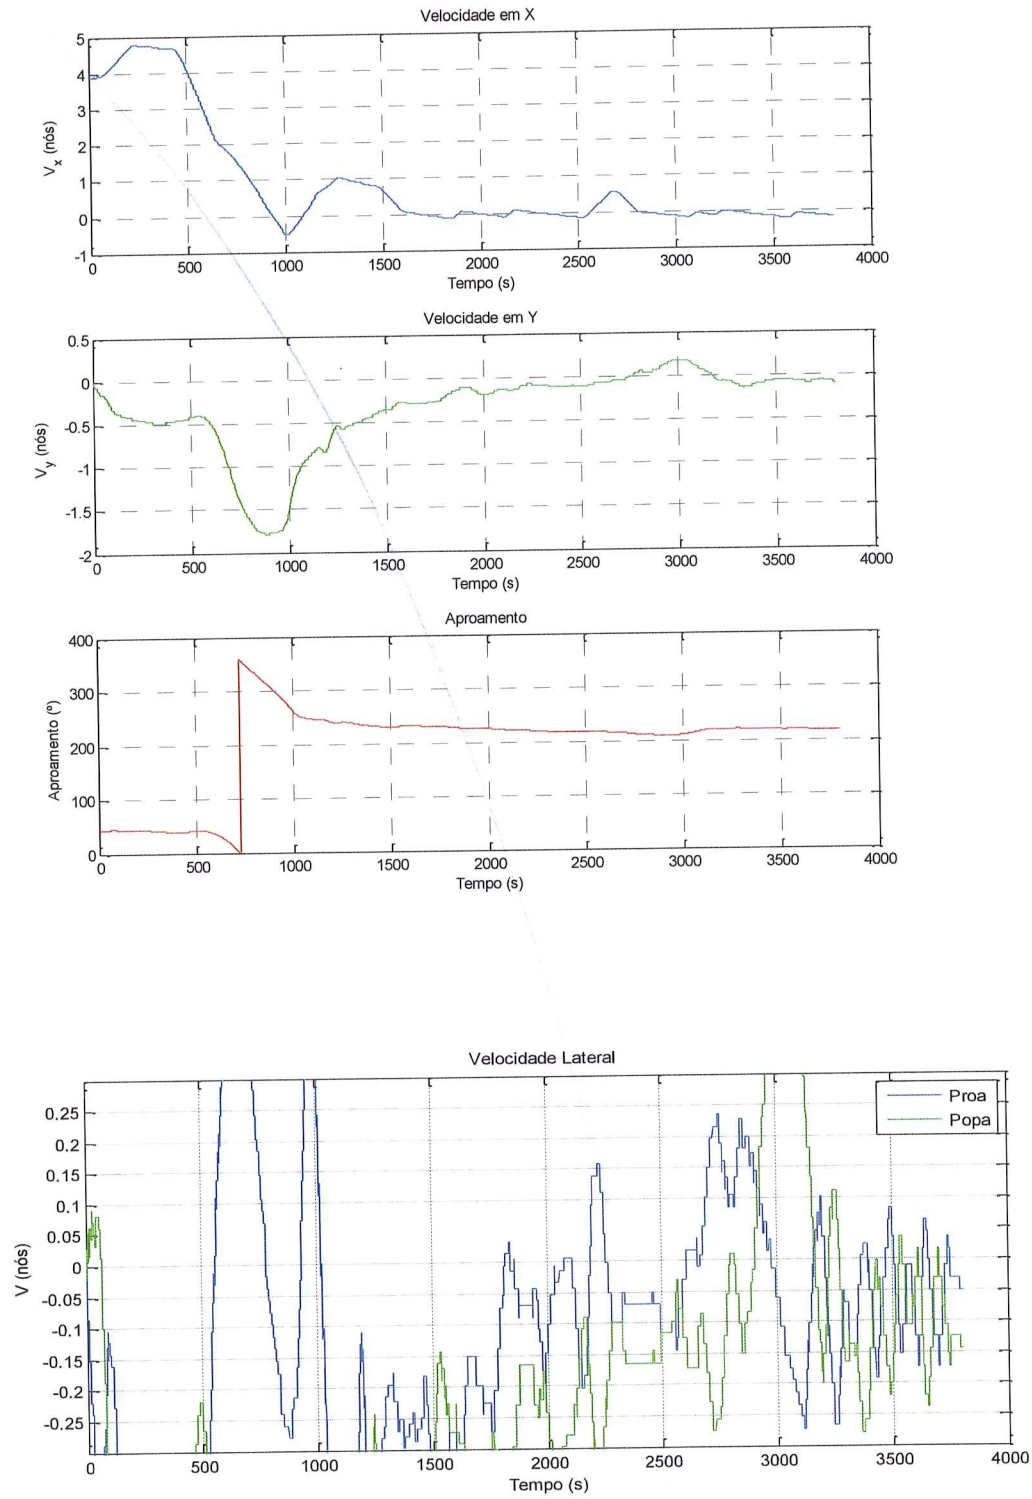 Velocidade em X
5
4
3
2
1
0
-1
V_x (nós)
0 500 1000 1500 2000 2500 3000 3500 4000
Tempo (s)
Velocidade em Y
0.5
0
-0.5
-1
-1.5
-2
V_y (nós)
0 500 1000 1500 2000 2500 3000 3500 4000
Tempo (s)
Aproamento
400
300
200
100
0
Aproamento (º)
0 500 1000 1500 2000 2500 3000 3500 4000
Tempo (s)
Velocidade Lateral
Proa
Popa
0.25
0.2
0.15
0.1
0.05
0
-0.05
-0.1
-0.15
-0.2
-0.25
V (nós)
0 500 1000 1500 2000 2500 3000 3500 4000
Tempo (s)